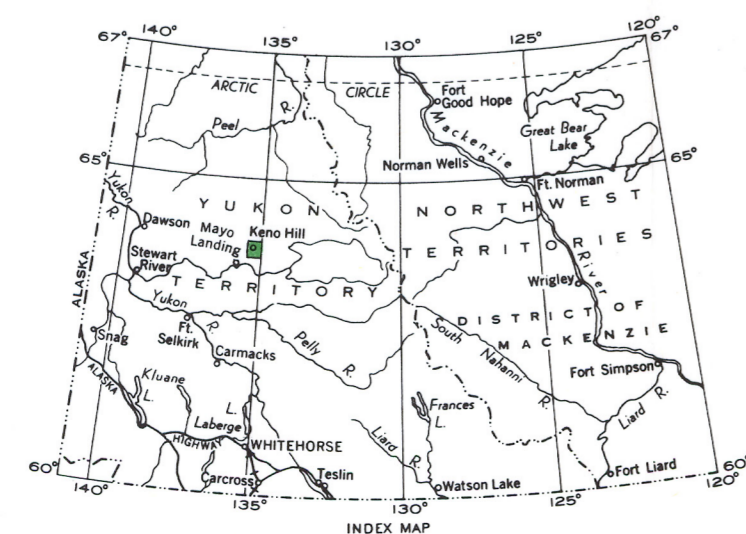 140°
135°
130°
125°
120°
67°
67°
ARCTIC
CIRCLE
Peel
R.
Fort
Good Hope
Mackenzie
Great Bear
Lake
Norman Wells
65°
65°
Ft. Norman
Yukon
R.
YUKON
NORTHWEST
Dawson
Mayo
Landing
Keno Hill
TERRITORIES
Stewart
River
TERRITORY
ALASKA
Wrigley
River
Yukon
R.
DISTRICT OF
MACKENZIE
Ft.
Selkirk
Snag
Pelly
R.
South
Nahanni
R.
Carmacks
Fort Simpson
ALASKA
Kluane
L.
L.
Laberge
Frances
L.
Liard
R.
HIGHWAY
WHITEHORSE
Liard
R.
60°
60°
Carcross
Teslin
Watson Lake
Fort Liard
140°
135°
130°
125°
120°
INDEX MAP